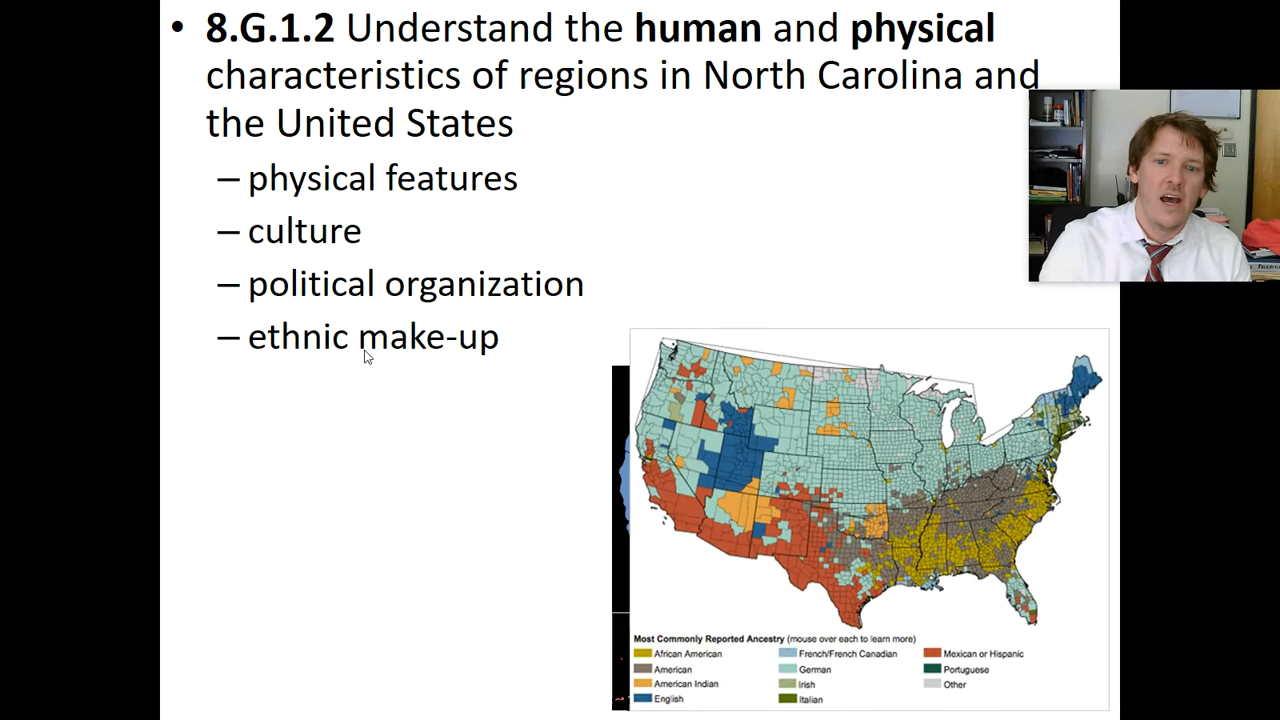 • 8.G.1.2 Understand the human and physical
characteristics of regions in North Carolina and
the United States
– physical features
– culture
– political organization
– ethnic make-up
Most Commonly Reported Ancestry (mouse over each to learn more)
African American
French/French Canadian
Mexican or Hispanic
American
German
Portuguese
American Indian
Irish
Other
English
Italian